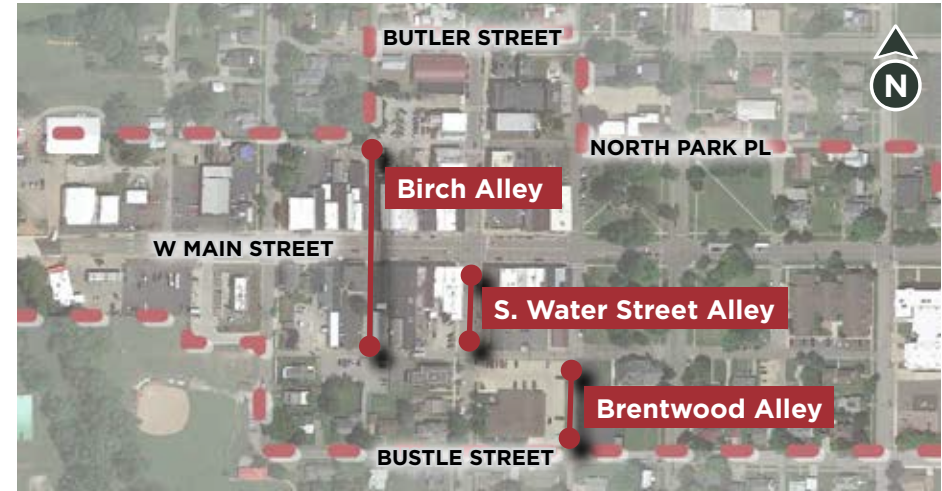 BUTLER STREET
N
NORTH PARK PL
Birch Alley
W MAIN STREET
S. Water Street Alley
Brentwood Alley
BUSTLE STREET